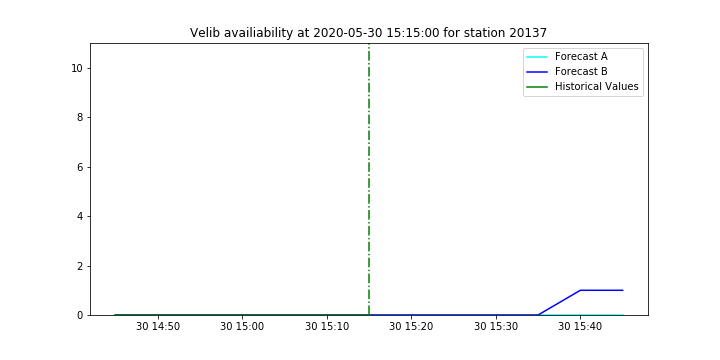 Velib availiability at 2020-05-30 15:15:00 for station 20137
Forecast A
Forecast B
Historical Values
10
8
6
4
2
0
30 14:50 30 15:00 30 15:10 30 15:20 30 15:30 30 15:40